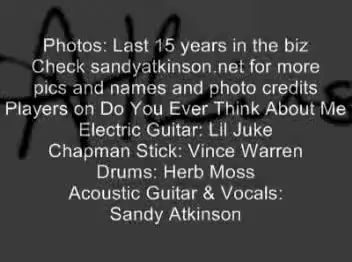 Photos: Last 15 years in the biz
Check sandyatkinson.net for more
pics and names and photo credits
Players on Do You Ever Think About Me
Electric Guitar: Lil Juke
Chapman Stick: Vince Warren
Drums: Herb Moss
Acoustic Guitar & Vocals:
Sandy Atkinson